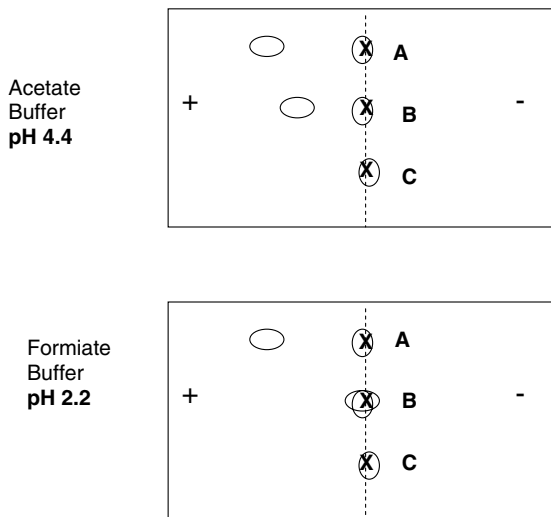 Acetate
Buffer
pH 4.4
+
-
X A
X B
X C
Formiate
Buffer
pH 2.2
+
-
X A
X B
X C